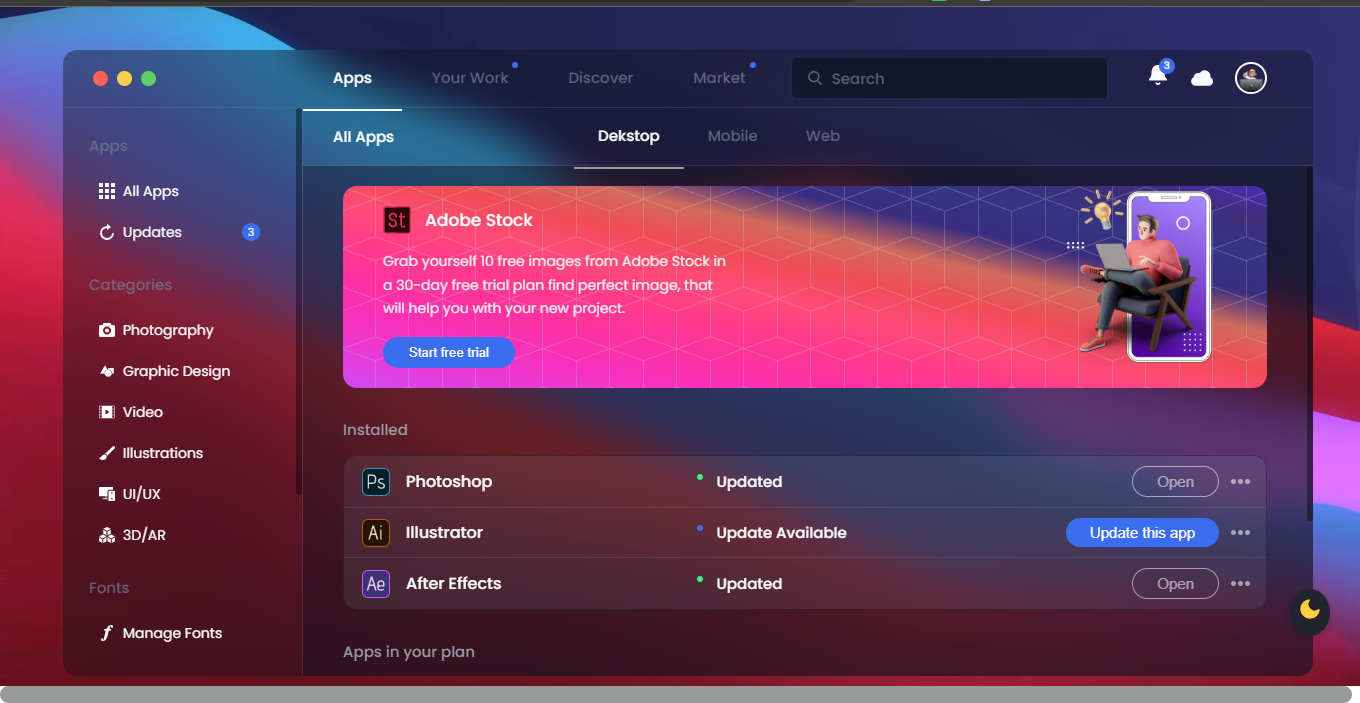 Apps
Your Work
Discover
Market
Search
3
Apps
All Apps
Updates
3
Categories
Photography
Graphic Design
Video
Illustrations
UI/UX
3D/AR
Fonts
Manage Fonts
All Apps
Dekstop
Mobile
Web
St
Adobe Stock
Grab yourself 10 free images from Adobe Stock in
a 30-day free trial plan find perfect image, that
will help you with your new project.
Start free trial
Installed
Ps Photoshop Updated Open
Ai Illustrator Update Available Update this app
Ae After Effects Updated Open
Apps in your plan